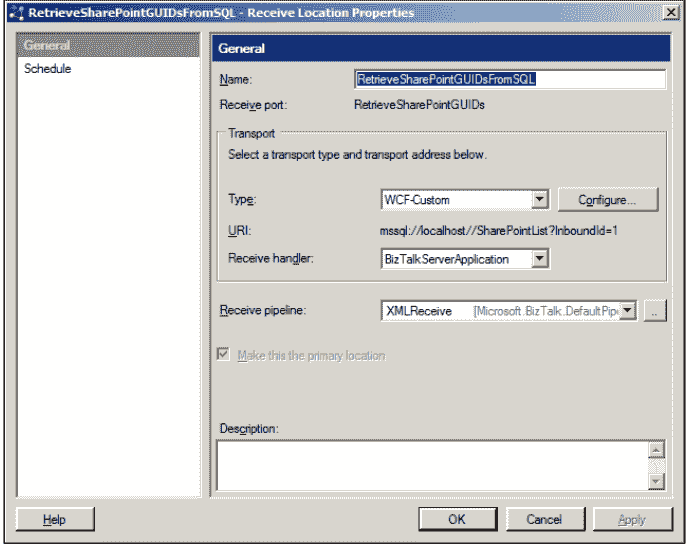 RetrieveSharePointGUIDsFromSQL - Receive Location Properties
General
Schedule
General
Name: RetrieveSharePointGUIDsFromSQL
Receive port: RetrieveSharePointGUIDs
Transport
Select a transport type and transport address below.
Type: WCF-Custom Configure...
URI: mssql://localhost//SharePointList?InboundId=1
Receive handler: BizTalkServerApplication
Receive pipeline: XMLReceive [Microsoft.BizTalk.DefaultPip ...
Make this the primary location
Description:
Help OK Cancel Apply